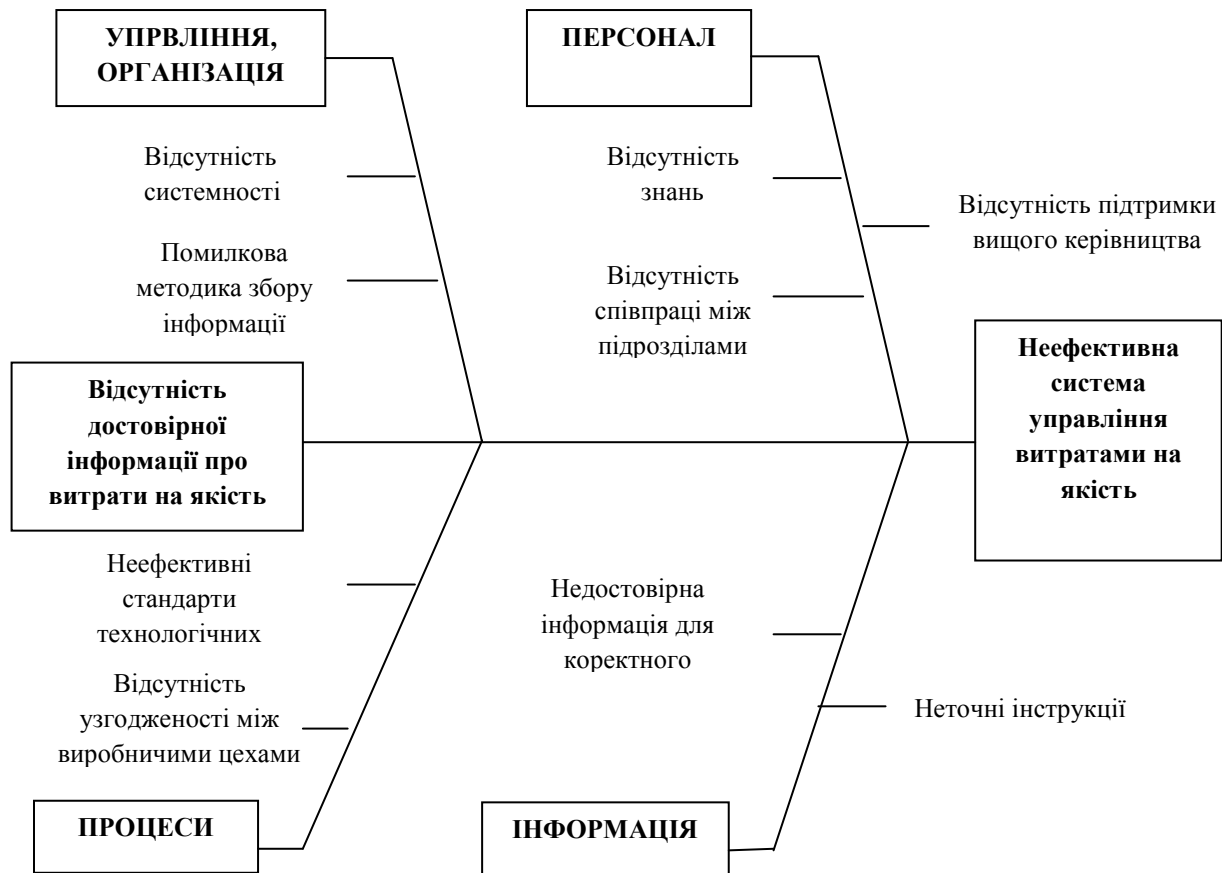 УПРВЛІННЯ,
ОРГАНІЗАЦІЯ
ПЕРСОНАЛ
Відсутність
системності
Помилкова
методика збору
інформації
Відсутність
знань
Відсутність
співпраці між
підрозділами
Відсутність підтримки
вищого керівництва
Відсутність
достовірної
інформації про
витрати на якість
Неефективна
система
управління
витратами на
якість
Неефективні
стандарти
технологічних
Відсутність
узгодженості між
виробничими цехами
Недостовірна
інформація для
коректного
Неточні інструкції
ПРОЦЕСИ
ІНФОРМАЦІЯ